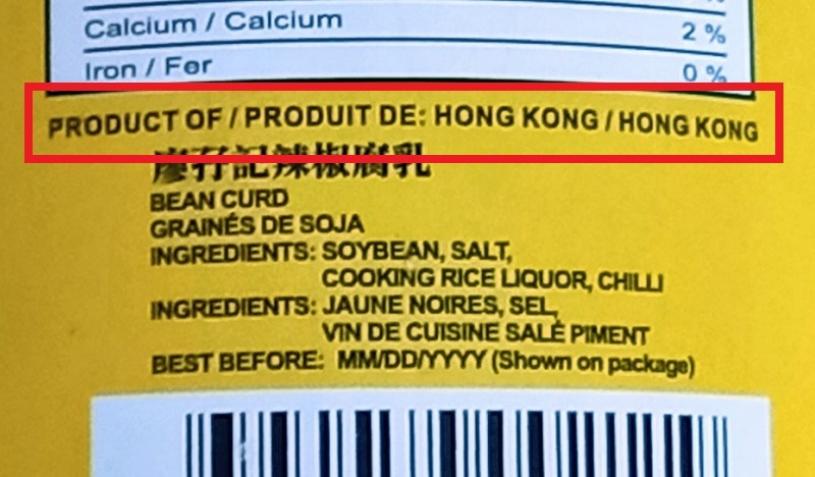 Calcium / Calcium 2 %
Iron / Fer 0 %
PRODUCT OF / PRODUIT DE: HONG KONG / HONG KONG
廖孖記辣椒腐乳
BEAN CURD
GRAINÉS DE SOJA
INGREDIENTS: SOYBEAN, SALT,
COOKING RICE LIQUOR, CHILLI
INGREDIENTS: JAUNE NOIRES, SEL,
VIN DE CUISINE SALÉ PIMENT
BEST BEFORE: MM/DD/YYYY (Shown on package)